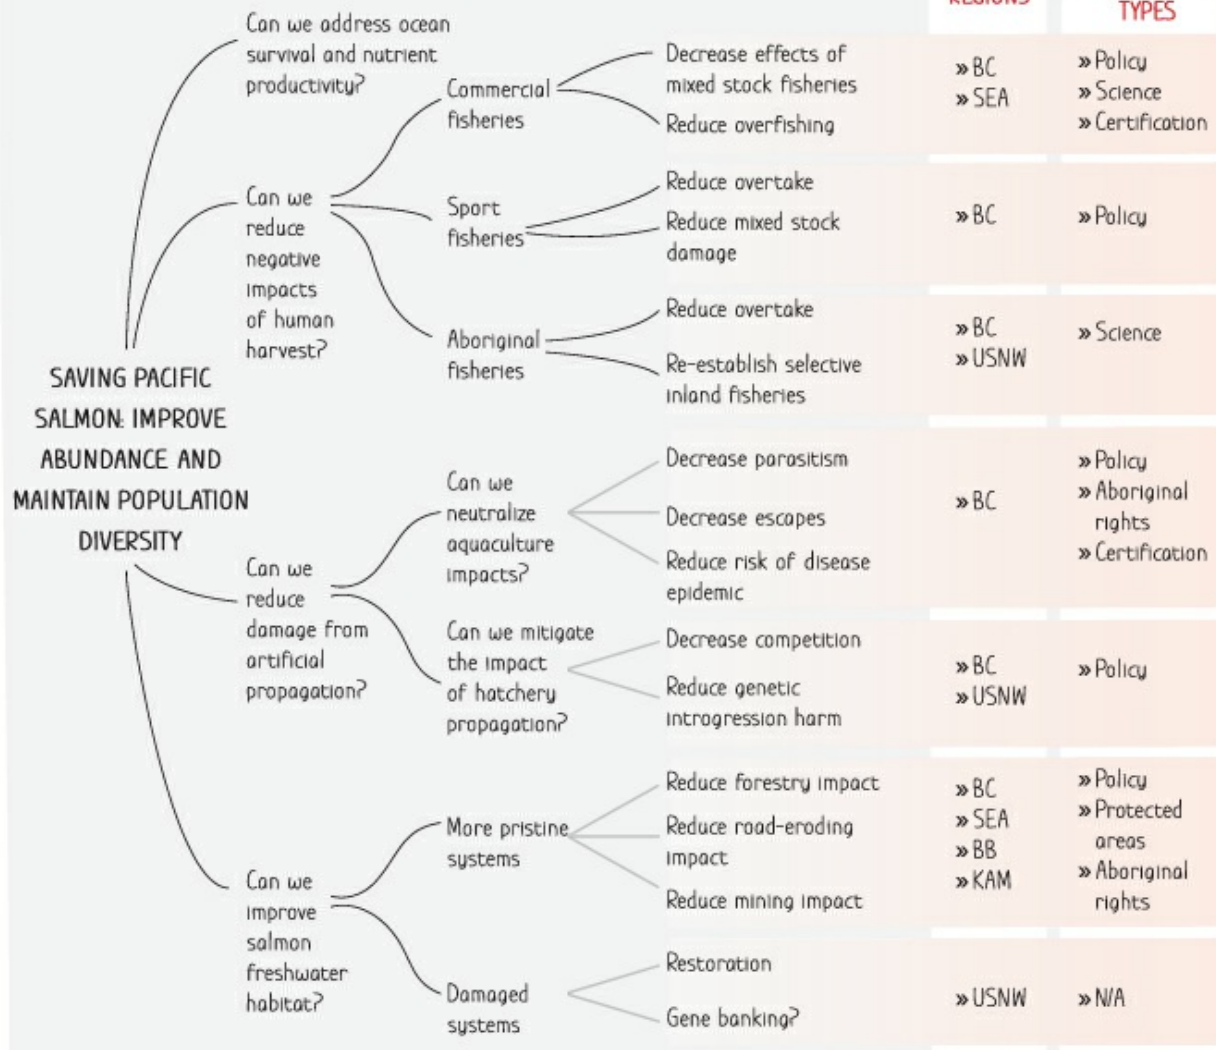 REGIONS
TYPES
Can we address ocean
survival and nutrient
productivity?
Can we
reduce
negative
impacts
of human
harvest?
Commercial
fisheries
Decrease effects of
mixed stock fisheries
Reduce overfishing
» BC
» SEA
» Policy
» Science
» Certification
Sport
fisheries
Reduce overtake
Reduce mixed stock
damage
» BC
» Policy
Aboriginal
fisheries
Reduce overtake
Re-establish selective
inland fisheries
» BC
» USNW
» Science
SAVING PACIFIC
SALMON: IMPROVE
ABUNDANCE AND
MAINTAIN POPULATION
DIVERSITY
Can we
reduce
damage from
artificial
propagation?
Can we
neutralize
aquaculture
impacts?
Decrease parasitism
Decrease escapes
Reduce risk of disease
epidemic
» BC
» Policy
» Aboriginal
rights
» Certification
Can we mitigate
the impact
of hatchery
propagation?
Decrease competition
Reduce genetic
introgression harm
» BC
» USNW
» Policy
Can we
improve
salmon
freshwater
habitat?
More pristine
systems
Reduce forestry impact
Reduce road-eroding
impact
Reduce mining impact
» BC
» SEA
» BB
» KAM
» Policy
» Protected
areas
» Aboriginal
rights
Damaged
systems
Restoration
Gene banking?
» USNW
» N/A